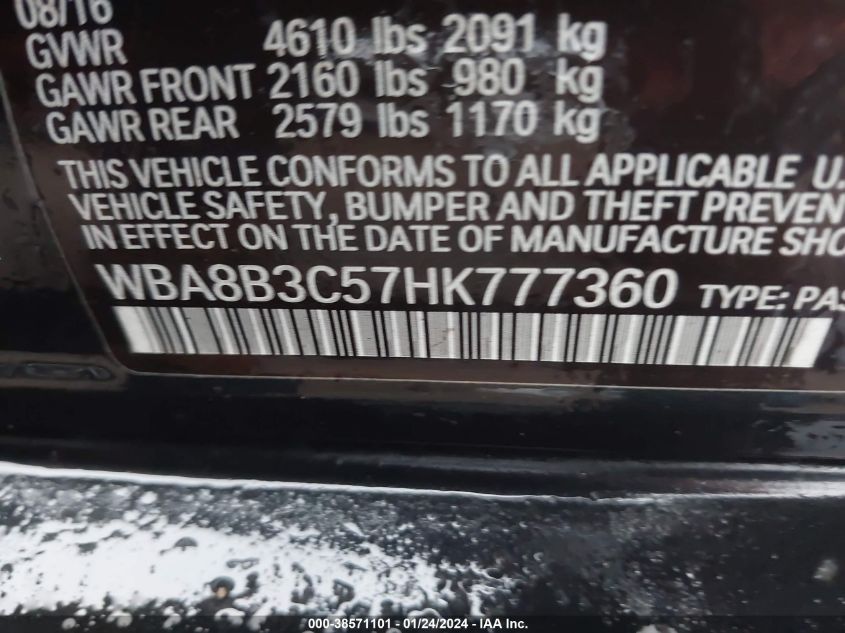 08/16
GVWR 4610 lbs 2091 kg
GAWR FRONT 2160 lbs 980 kg
GAWR REAR 2579 lbs 1170 kg
THIS VEHICLE CONFORMS TO ALL APPLICABLE U.
VEHICLE SAFETY, BUMPER AND THEFT PREVEN
IN EFFECT ON THE DATE OF MANUFACTURE SHO
WBA8B3C57HK777360 TYPE: PAS
000-38571101 - 01/24/2024 - IAA Inc.